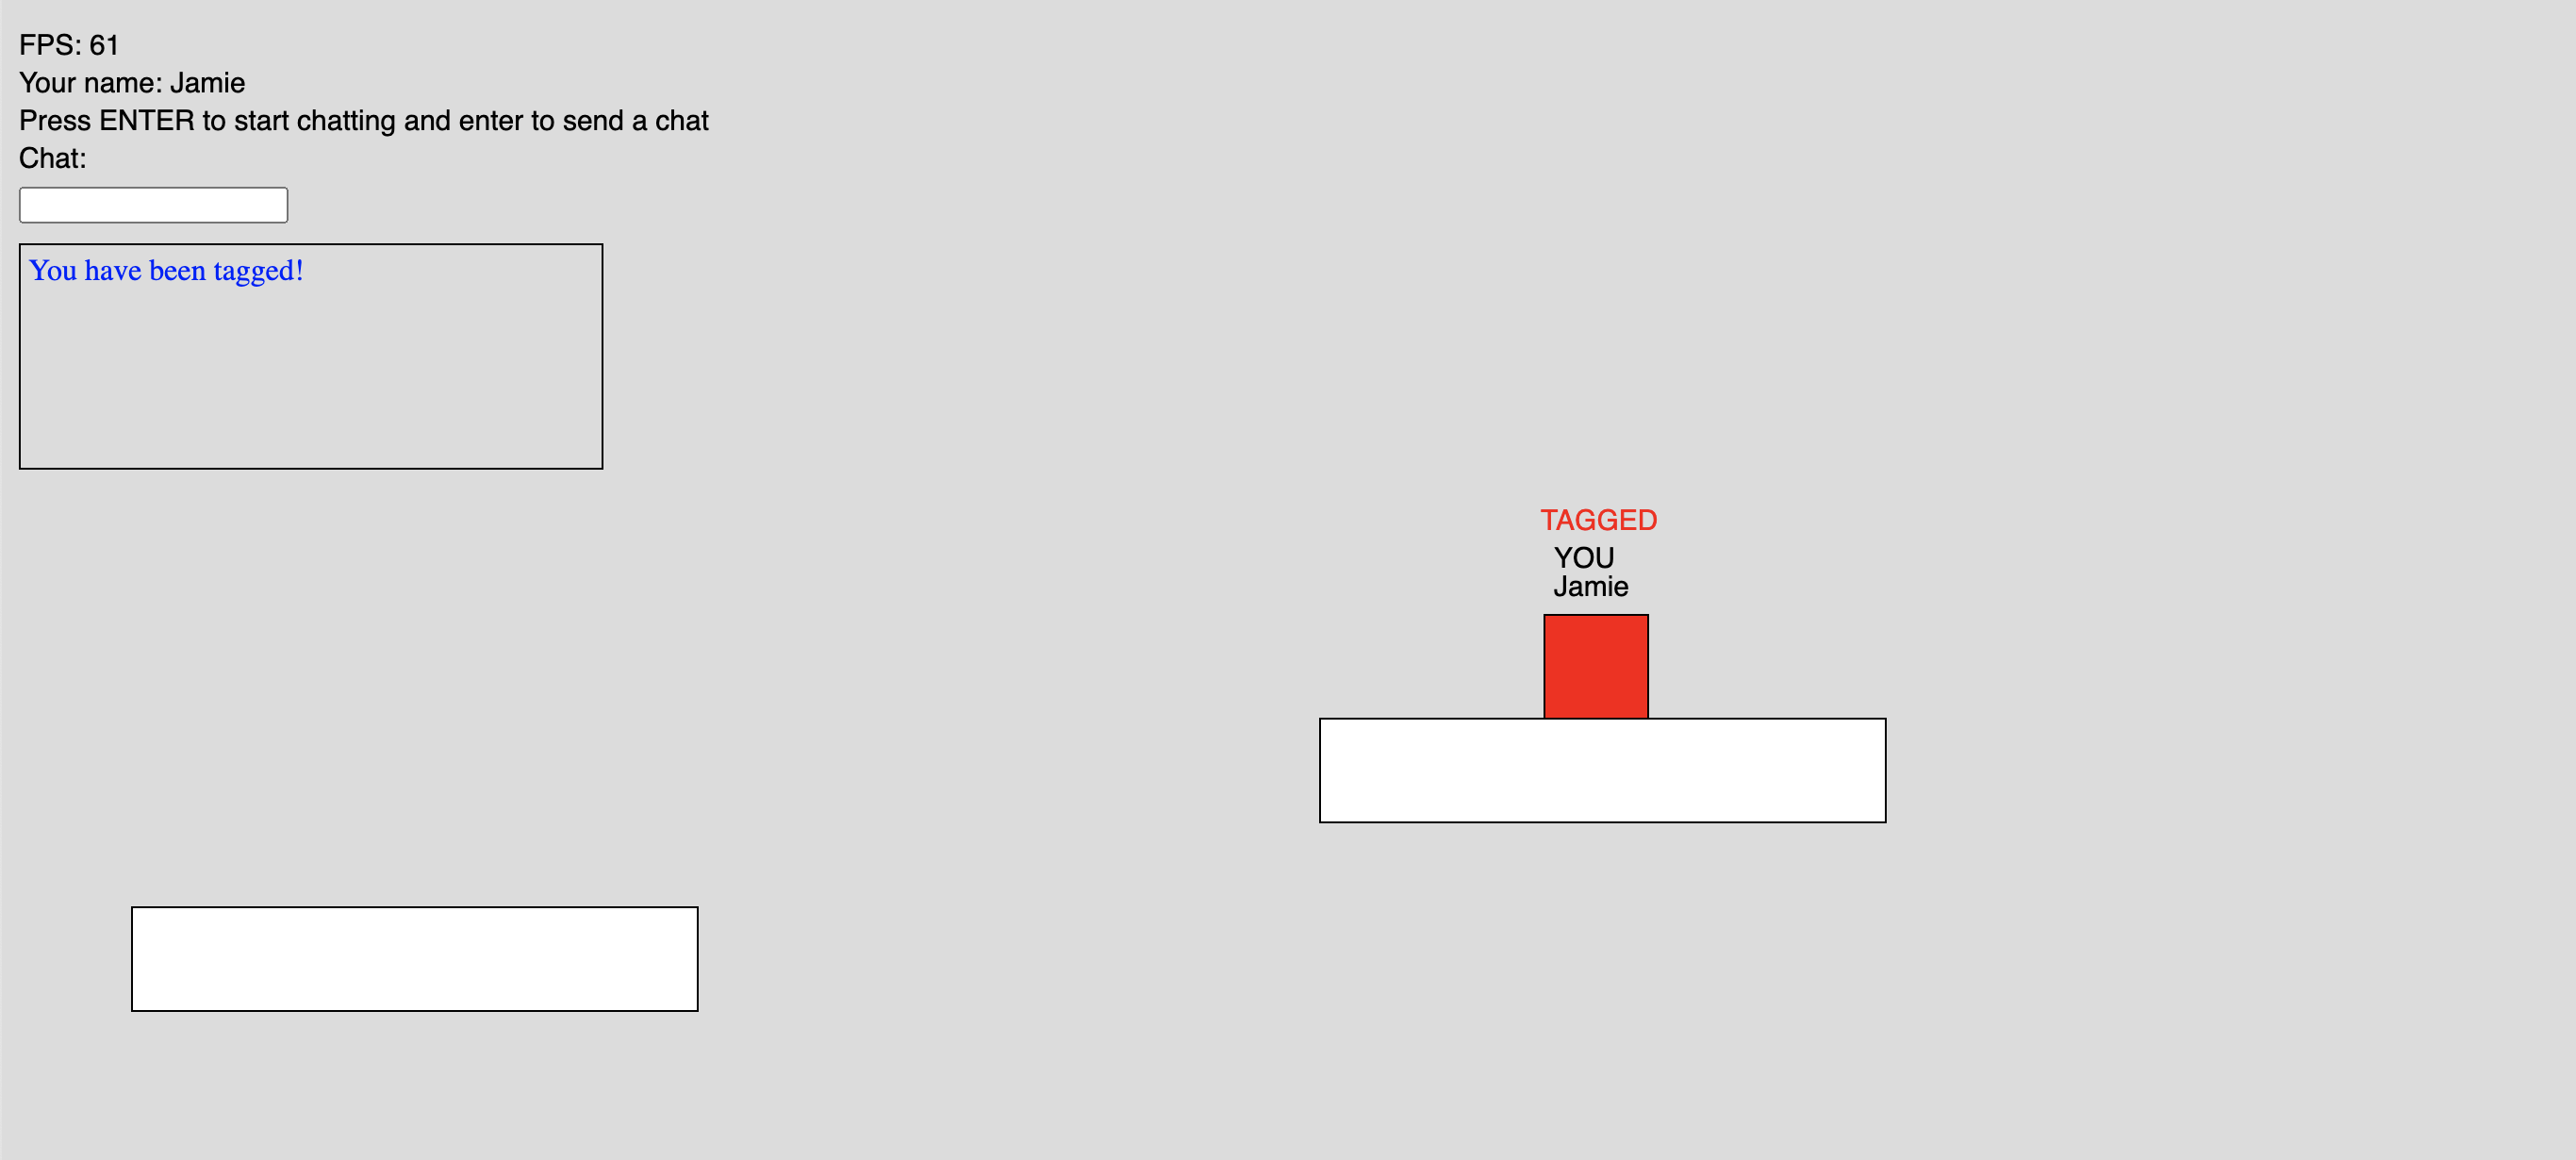 FPS: 61
Your name: Jamie
Press ENTER to start chatting and enter to send a chat
Chat:
You have been tagged!
TAGGED
YOU
Jamie